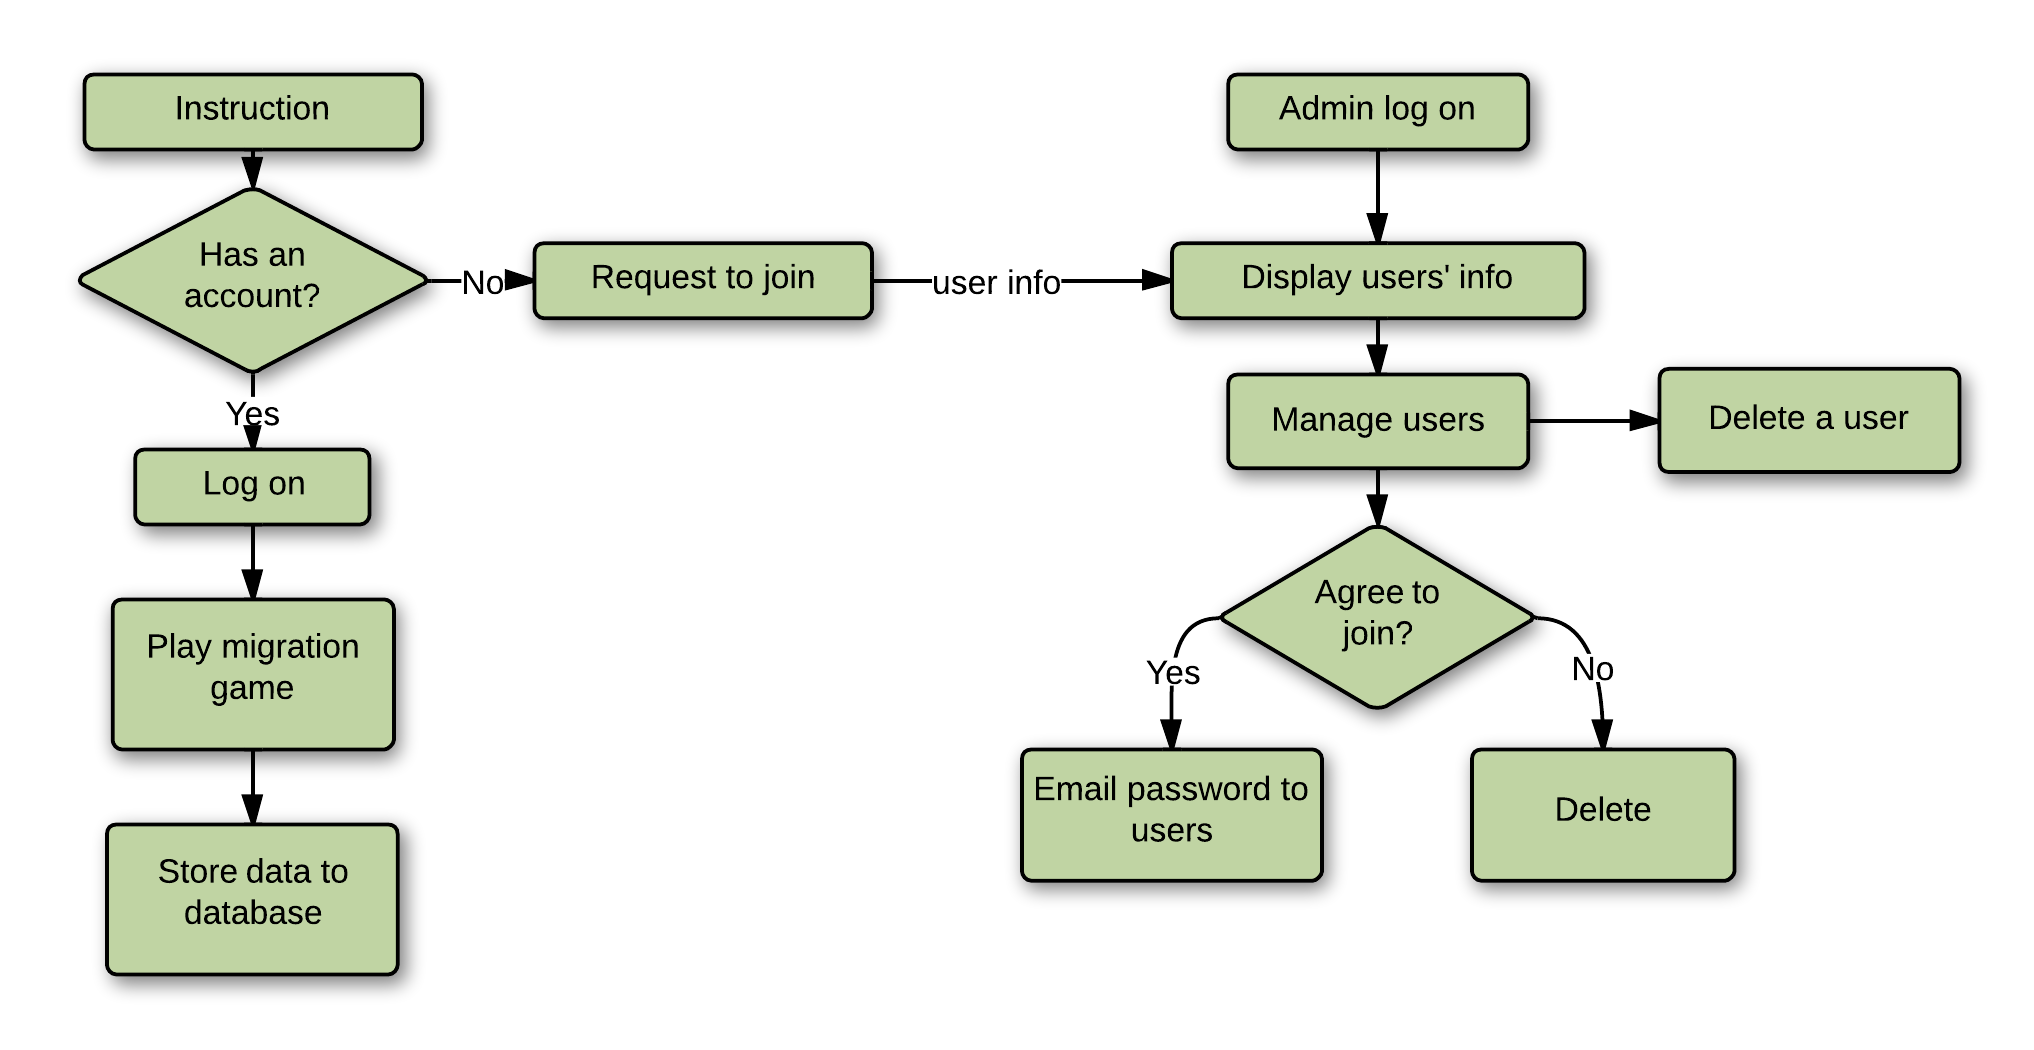 Instruction
Has an
account?
No
Request to join
user info
Yes
Log on
Play migration
game
Store data to
database
Admin log on
Display users' info
Manage users
Delete a user
Agree to
join?
Yes
No
Email password to
users
Delete